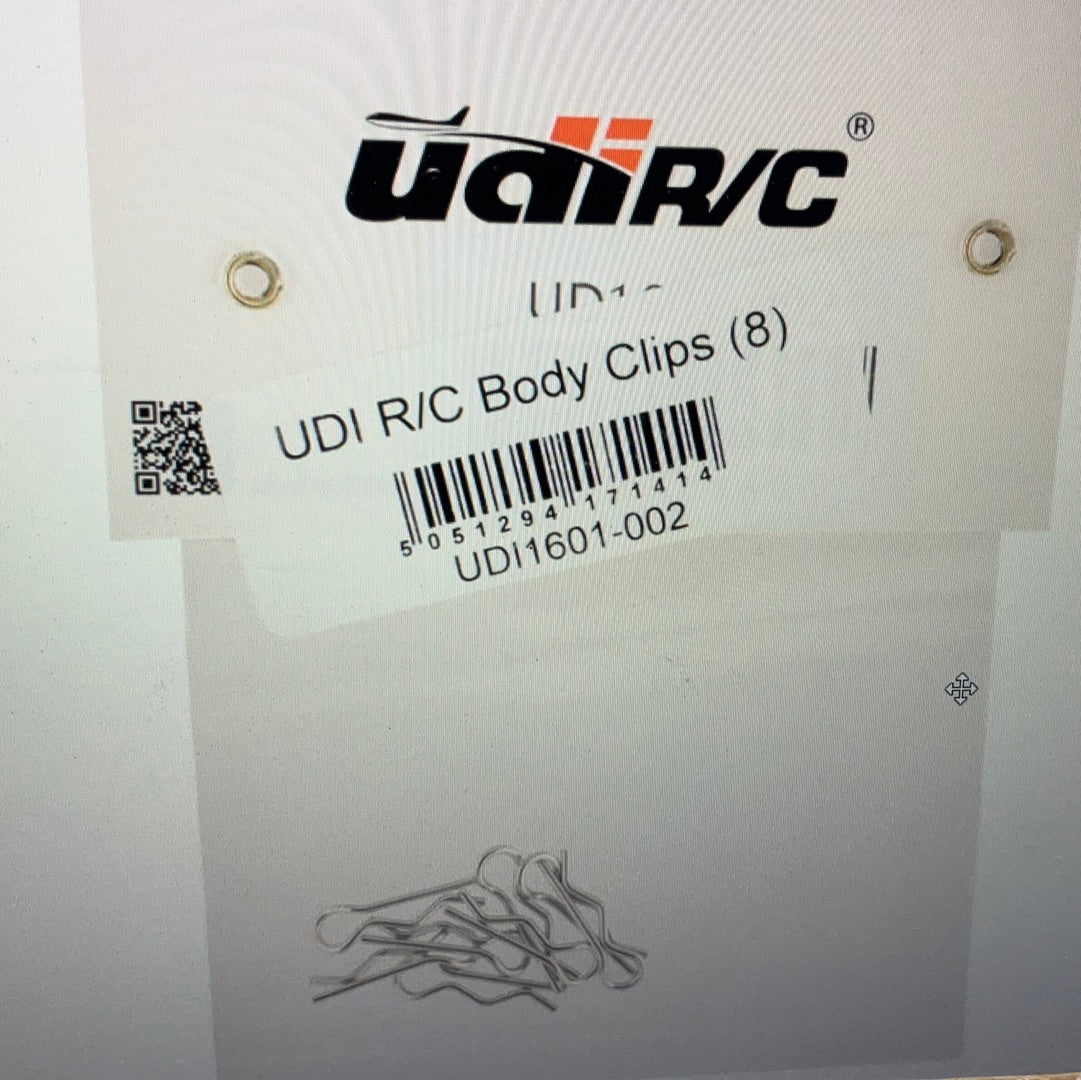 udiR/C®
UDI R/C Body Clips (8)
5 051294 171414
UDI1601-002